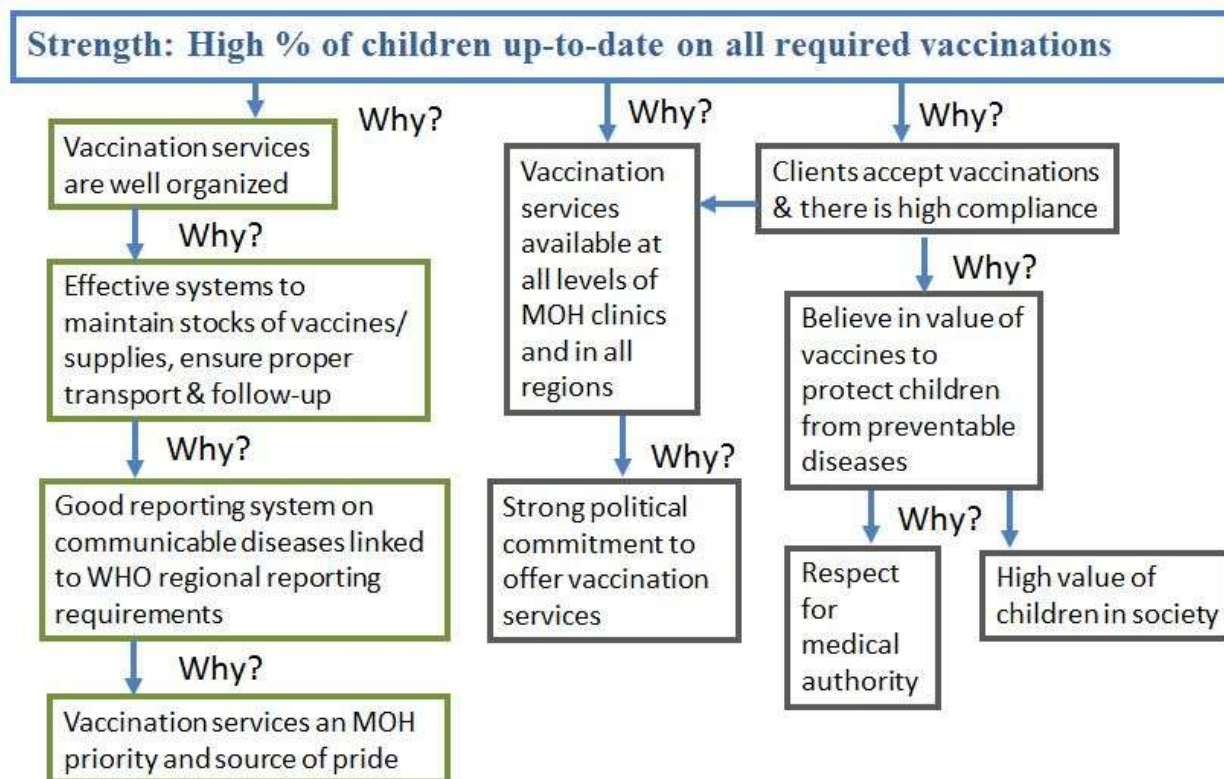 Strength: High % of children up-to-date on all required vaccinations
Why?
Vaccination services
are well organized
Why?
Effective systems to
maintain stocks of vaccines/
supplies, ensure proper
transport & follow-up
Why?
Good reporting system on
communicable diseases linked
to WHO regional reporting
requirements
Why?
Vaccination services an MOH
priority and source of pride
Vaccination
services
available at
all levels of
MOH clinics
and in all
regions
Why?
Strong political
commitment to
offer vaccination
services
Why?
Clients accept vaccinations
& there is high compliance
Why?
Believe in value of
vaccines to
protect children
from preventable
diseases
Why?
Respect
for
medical
authority
High value of
children in society